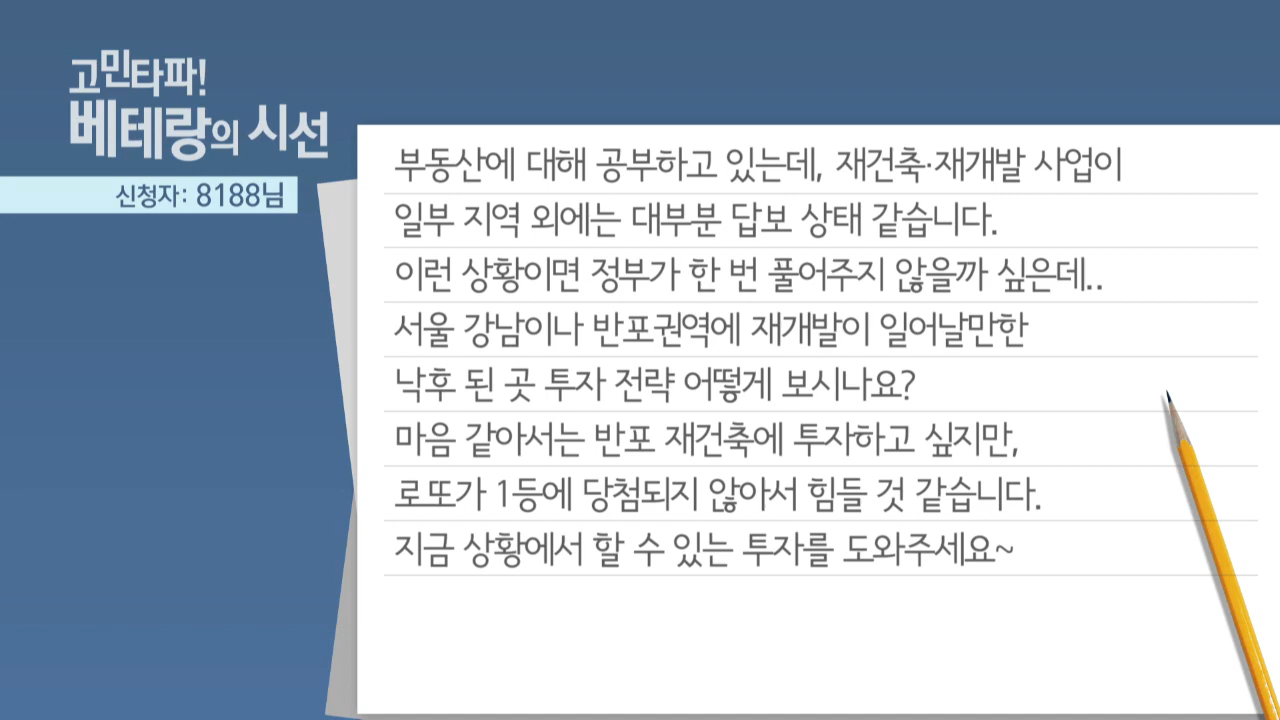 고민타파!
베테랑의 시선
신청자: 8188님
부동산에 대해 공부하고 있는데, 재건축·재개발 사업이
일부 지역 외에는 대부분 답보 상태 같습니다.
이런 상황이면 정부가 한 번 풀어주지 않을까 싶은데..
서울 강남이나 반포권역에 재개발이 일어날만한
낙후 된 곳 투자 전략 어떻게 보시나요?
마음 같아서는 반포 재건축에 투자하고 싶지만,
로또가 1등에 당첨되지 않아서 힘들 것 같습니다.
지금 상황에서 할 수 있는 투자를 도와주세요~